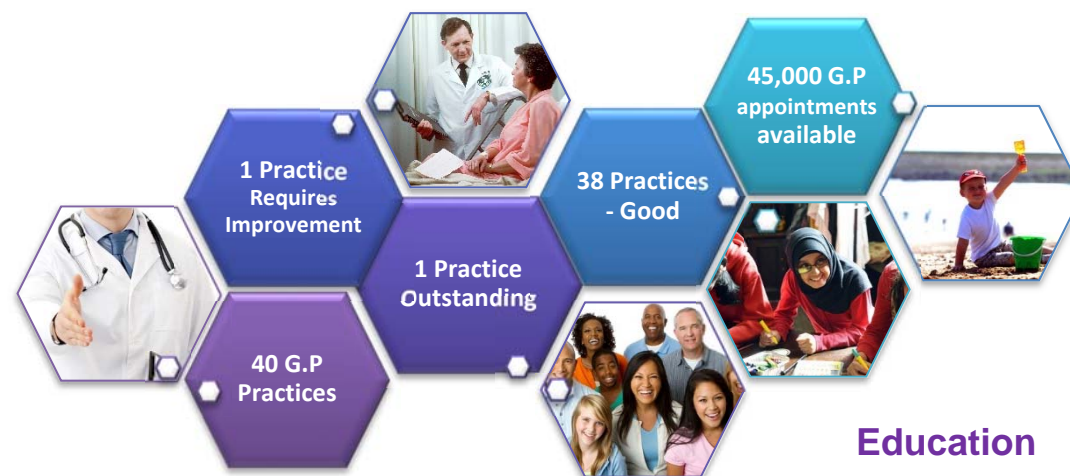 45,000 G.P
appointments
available
1 Practice
Requires
Improvement
38 Practices
- Good
1 Practice
Outstanding
40 G.P
Practices
Education